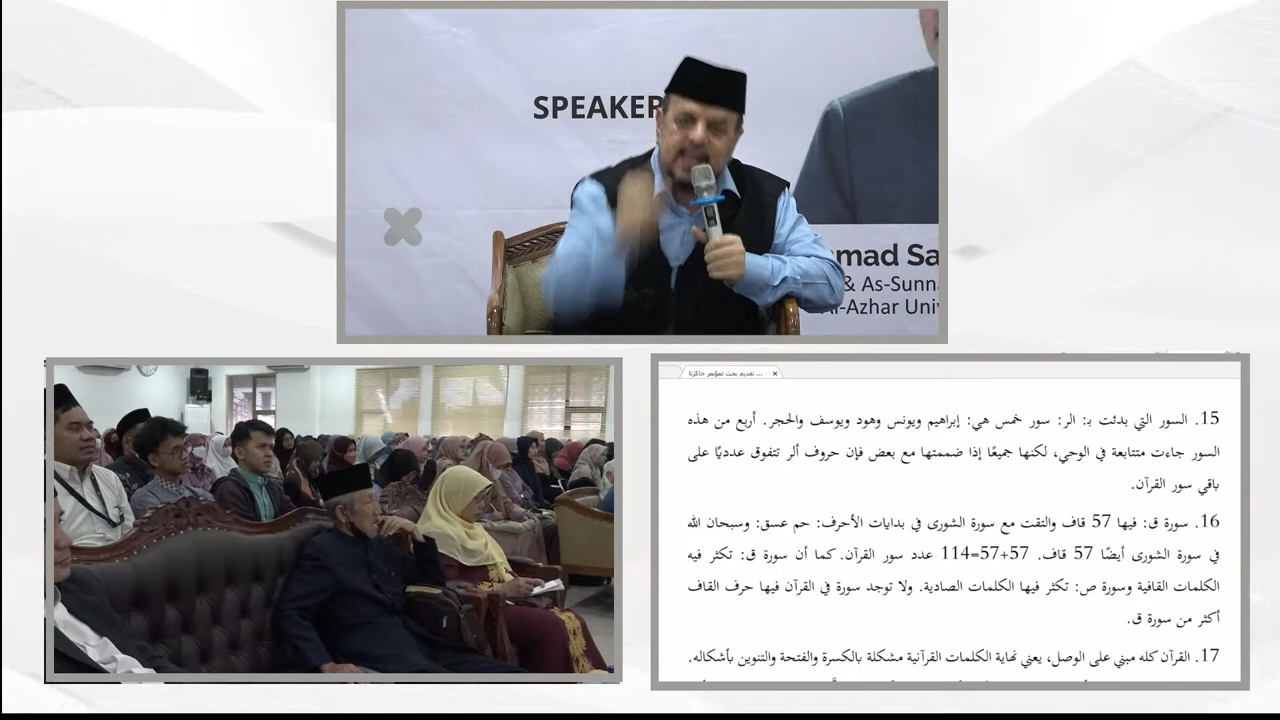 SPEAKER
mad Sa
& As-Sunn
Al-Azhar Univ
تقديم بحث لمؤتمر جاكرتا ...
15. السور التي بدئت بـ: الر: سور خمس هي: إبراهيم ويونس وهود ويوسف والحجر. أربع من هذه
السور جاءت متتابعة في الوحي، لكنها جميعًا إذا ضممتها مع بعض فإن حروف ألر تتفوق عدديًا على
باقي سور القرآن.
16. سورة ق: فيها 57 قاف والتقت مع سورة الشورى في بدايات الأحرف: حم عسق: وسبحان الله
في سورة الشورى أيضًا 57 قاف. 57+57=114 عدد سور القرآن. كما أن سورة ق: تكثر فيه
الكلمات القافية وسورة ص: تكثر فيها الكلمات الصادية. ولا توجد سورة في القرآن فيها حرف القاف
أكثر من سورة ق.
17. القرآن كله مبني على الوصل، يعني نهاية الكلمات القرآنية مشكلة بالكسرة والفتحة والتنوين بأشكاله.